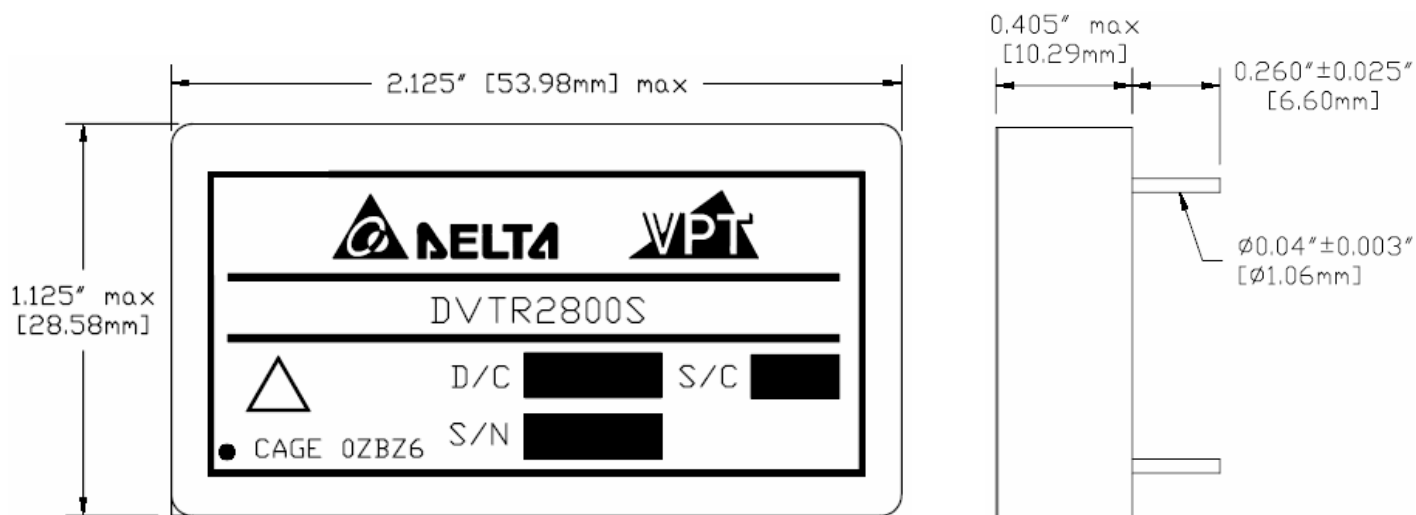 2.125" [53.98mm] max
0.405" max
[10.29mm]
0.260"±0.025"
[6.60mm]
DELTA
VPT
1.125" max
[28.58mm]
DVTR2800S
Ø0.04"±0.003"
[Ø1.06mm]
D/C
S/C
S/N
CAGE 0ZBZ6